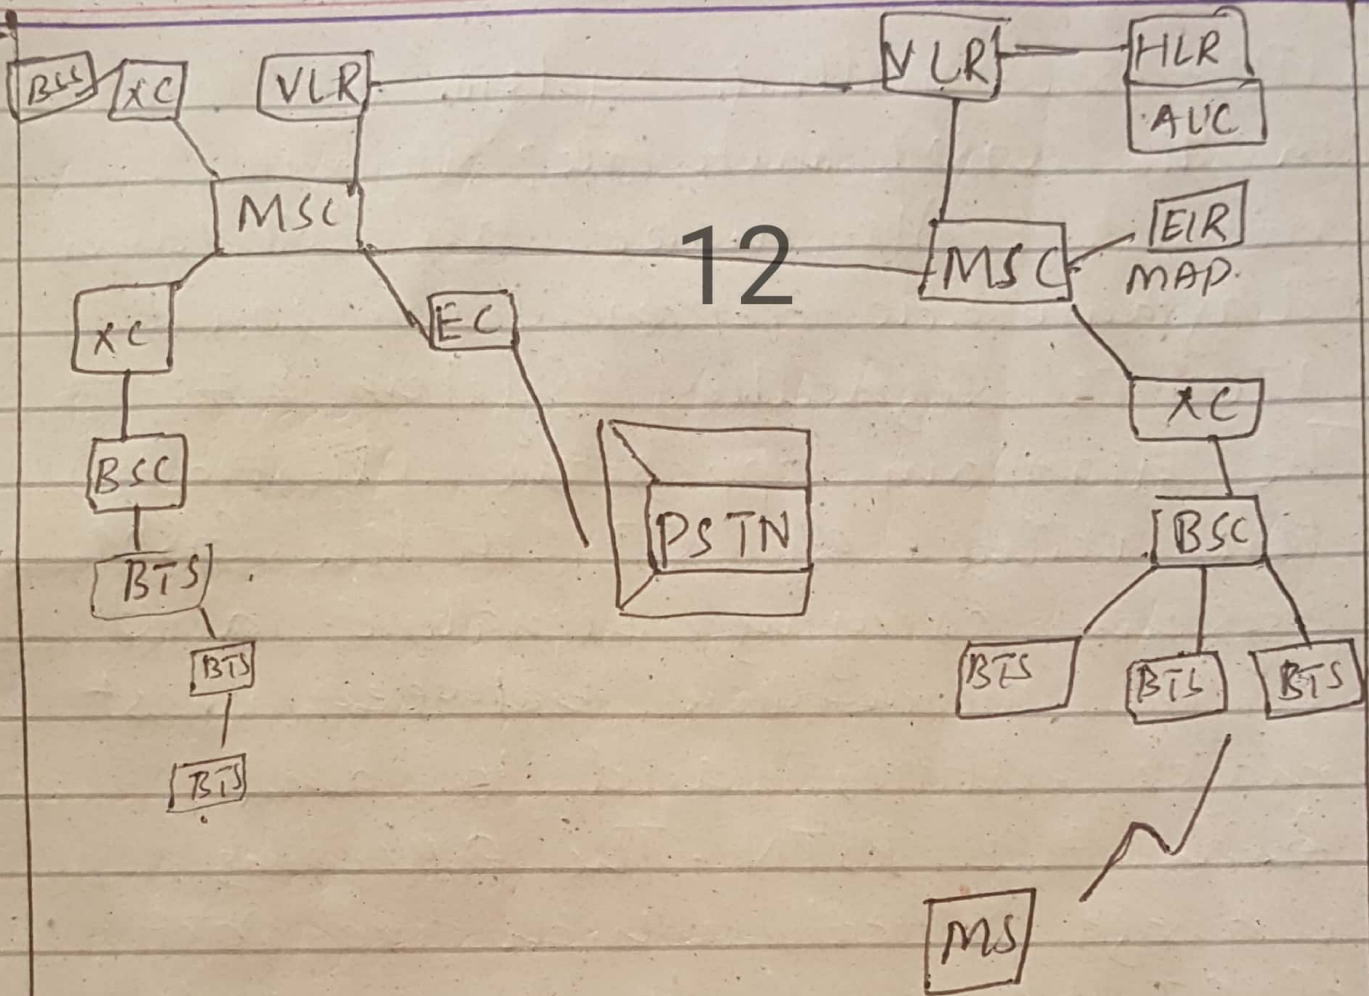 VLR HLR
BSS XC VLR
AUC
MSC EIR
12
MSC MAP.
XC EC
XC
BSC
BSC
PSTN
BTS
BTS
BTS BTS BTS
BTS
MS